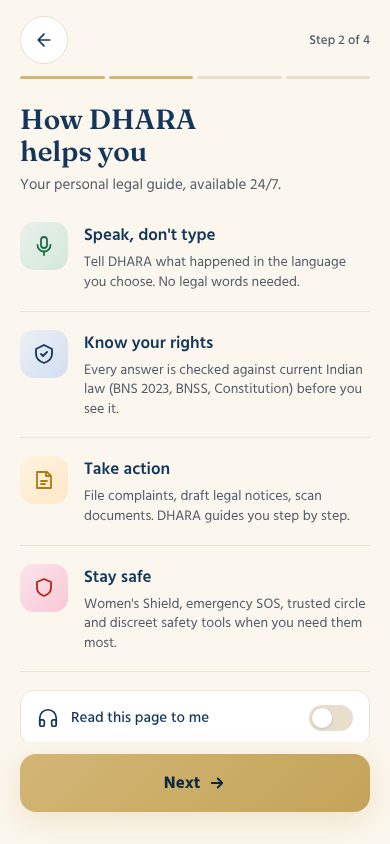 Step 2 of 4
How DHARA
helps you
Your personal legal guide, available 24/7.
Speak, don't type
Tell DHARA what happened in the language
you choose. No legal words needed.
Know your rights
Every answer is checked against current Indian
law (BNS 2023, BNSS, Constitution) before you
see it.
Take action
File complaints, draft legal notices, scan
documents. DHARA guides you step by step.
Stay safe
Women's Shield, emergency SOS, trusted circle
and discreet safety tools when you need them
most.
Read this page to me
Next →